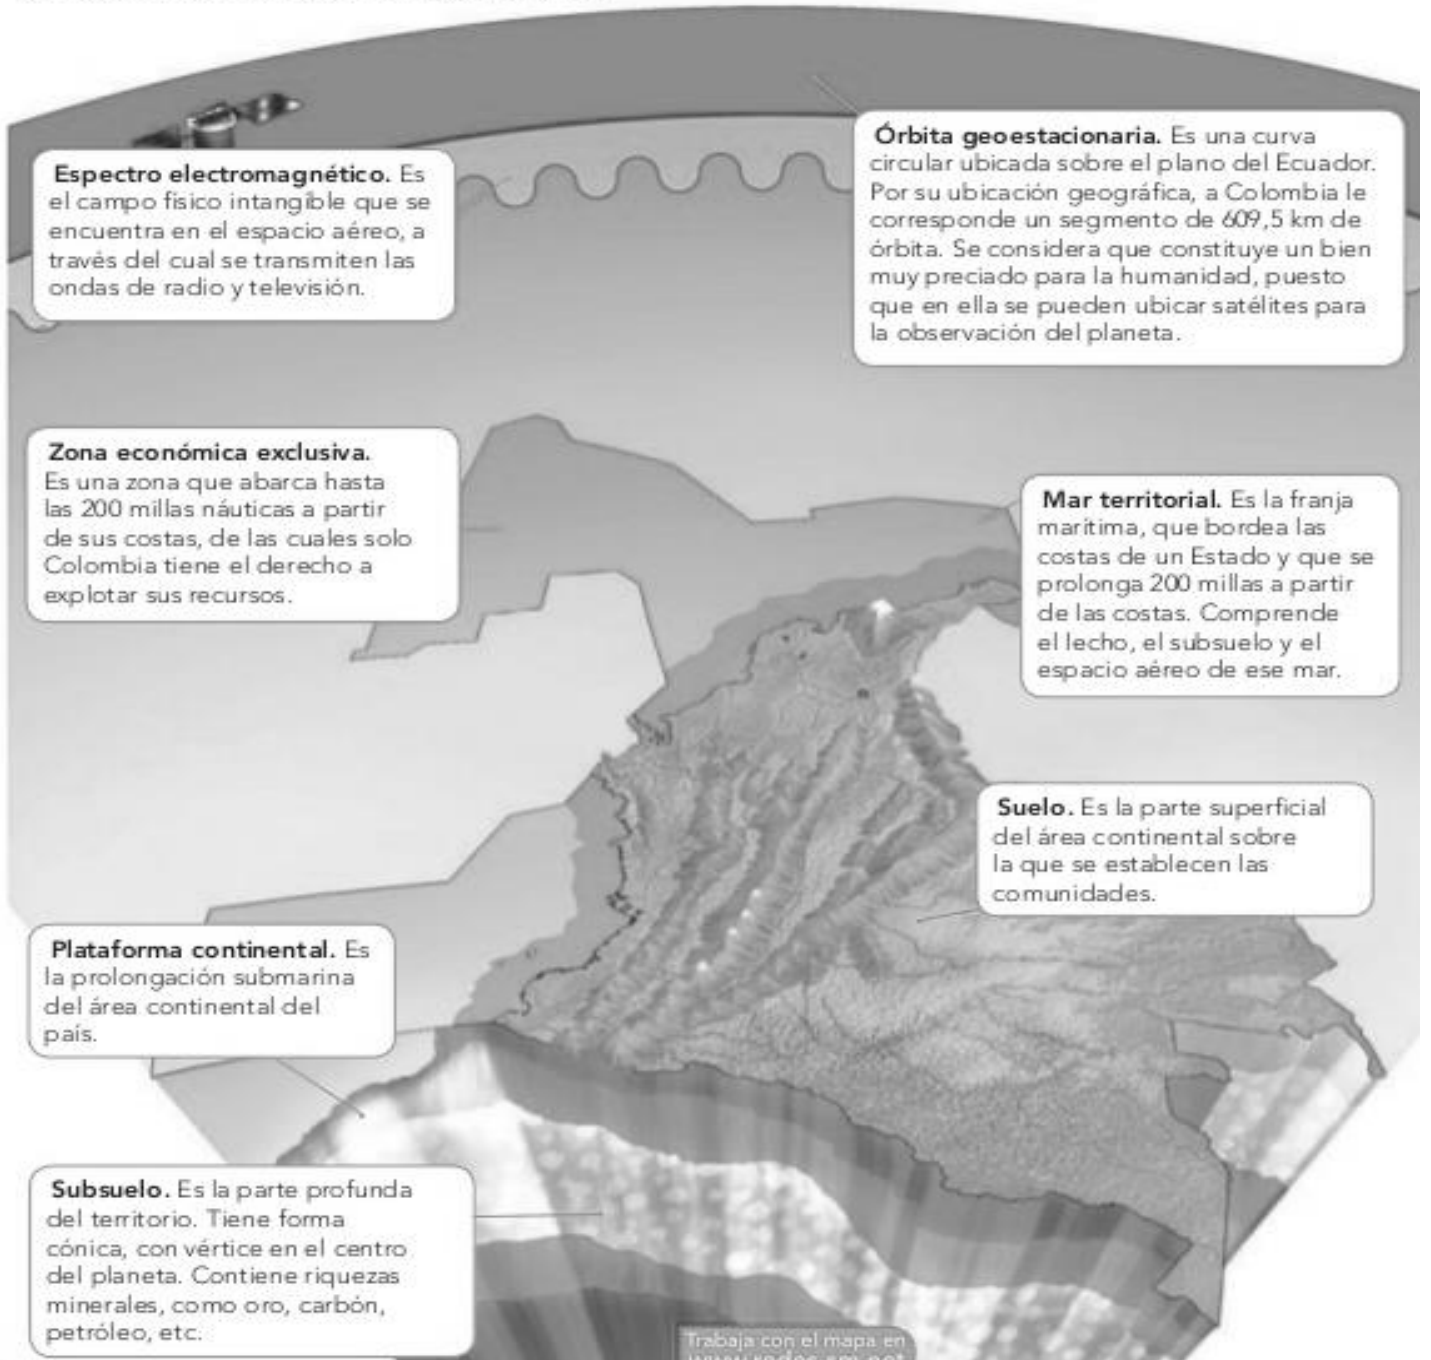 Espectro electromagnético. Es
el campo físico intangible que se
encuentra en el espacio aéreo, a
través del cual se transmiten las
ondas de radio y televisión.
Órbita geoestacionaria. Es una curva
circular ubicada sobre el plano del Ecuador.
Por su ubicación geográfica, a Colombia le
corresponde un segmento de 609,5 km de
órbita. Se considera que constituye un bien
muy preciado para la humanidad, puesto
que en ella se pueden ubicar satélites para
la observación del planeta.
Zona económica exclusiva.
Es una zona que abarca hasta
las 200 millas náuticas a partir
de sus costas, de las cuales solo
Colombia tiene el derecho a
explotar sus recursos.
Mar territorial. Es la franja
marítima, que bordea las
costas de un Estado y que se
prolonga 200 millas a partir
de las costas. Comprende
el lecho, el subsuelo y el
espacio aéreo de ese mar.
Suelo. Es la parte superficial
del área continental sobre
la que se establecen las
comunidades.
Plataforma continental. Es
la prolongación submarina
del área continental del
país.
Subsuelo. Es la parte profunda
del territorio. Tiene forma
cónica, con vértice en el centro
del planeta. Contiene riquezas
minerales, como oro, carbón,
petróleo, etc.
Trabaja con el mapa en